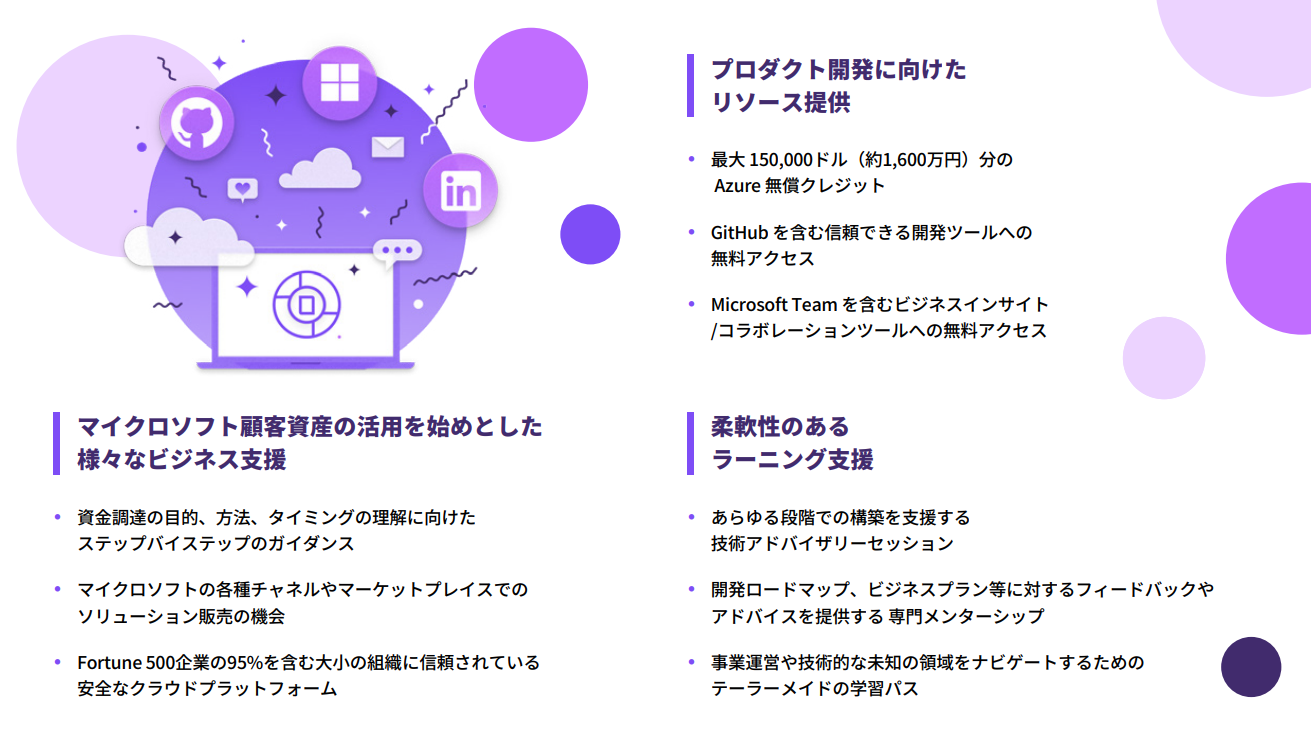 プロダクト開発に向けた
リソース提供
• 最大 150,000ドル（約1,600万円）分の
Azure 無償クレジット
• GitHub を含む信頼できる開発ツールへの
無料アクセス
• Microsoft Team を含むビジネスインサイト
/コラボレーションツールへの無料アクセス
in
マイクロソフト顧客資産の活用を始めとした
様々なビジネス支援
• 資金調達の目的、方法、タイミングの理解に向けた
ステップバイステップのガイダンス
• マイクロソフトの各種チャネルやマーケットプレイスでの
ソリューション販売の機会
• Fortune 500企業の95%を含む大小の組織に信頼されている
安全なクラウドプラットフォーム
柔軟性のある
ラーニング支援
• あらゆる段階での構築を支援する
技術アドバイザリーセッション
• 開発ロードマップ、ビジネスプラン等に対するフィードバックや
アドバイスを提供する 専門メンターシップ
• 事業運営や技術的な未知の領域をナビゲートするための
テーラーメイドの学習パス